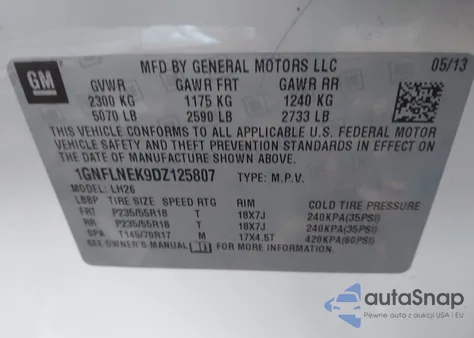 GM
MFD BY GENERAL MOTORS LLC 05/13
GVWR GAWR FRT GAWR RR
2300 KG 1175 KG 1240 KG
5070 LB 2590 LB 2733 LB
THIS VEHICLE CONFORMS TO ALL APPLICABLE U.S. FEDERAL MOTOR
VEHICLE SAFETY AND THEFT PREVENTION STANDARDS IN EFFECT ON
THE DATE OF MANUFACTURE SHOWN ABOVE.
1GNFLNEK9DZ125807 TYPE: M.P.V.
MODEL: LH26
LBBP TIRE SIZE SPEED RTG RIM COLD TIRE PRESSURE
FRT P235/55R18 T 18X7J 240KPA(35PSI)
RR P235/55R18 T 18X7J 240KPA(35PSI)
SPA T145/70R17 M 17X4.5T 420KPA(60PSI)
SEE OWNER'S MANUAL FOR MORE INFORMATION.
autoSnap
Pewne auto z USA i EU